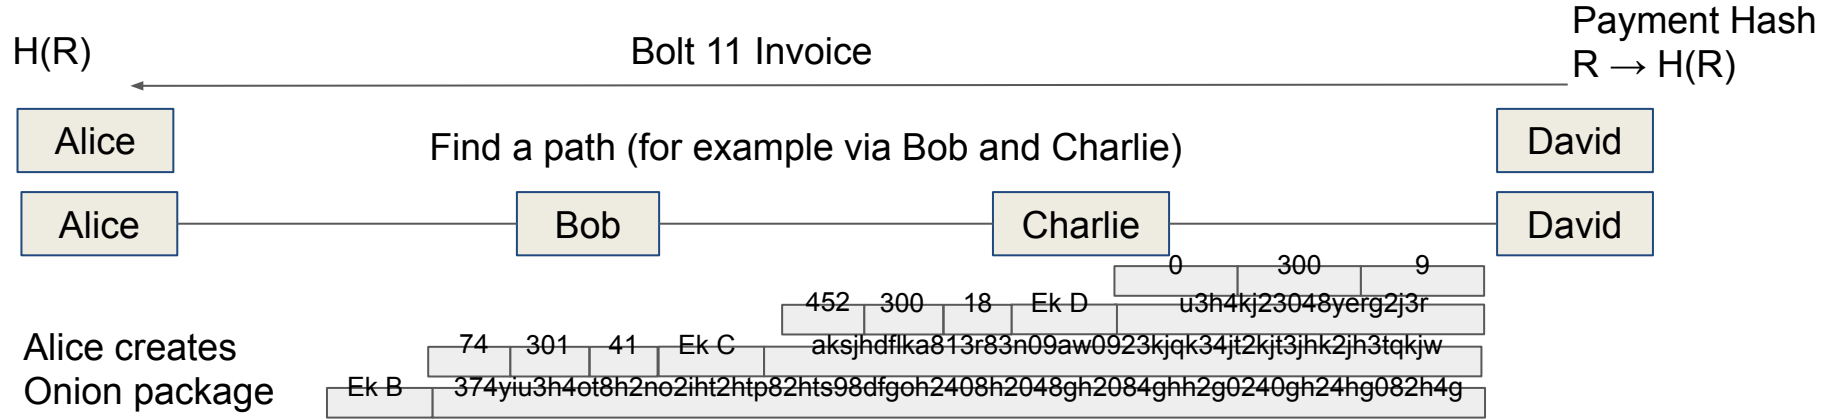 H(R)
Bolt 11 Invoice
Payment Hash
R → H(R)
Alice
Find a path (for example via Bob and Charlie)
David
Alice
Bob
Charlie
David
0 300 9
452 300 18 Ek D u3h4kj23048yerg2j3r
Alice creates
Onion package
74 301 41 Ek C aksjhdflka813r83n09aw0923kjqk34jt2kjt3jhk2jh3tqkjw
Ek B 374yiu3h4ot8h2no2iht2htp82hts98dfgoh2408h2048gh2084ghh2g0240gh24hg082h4g